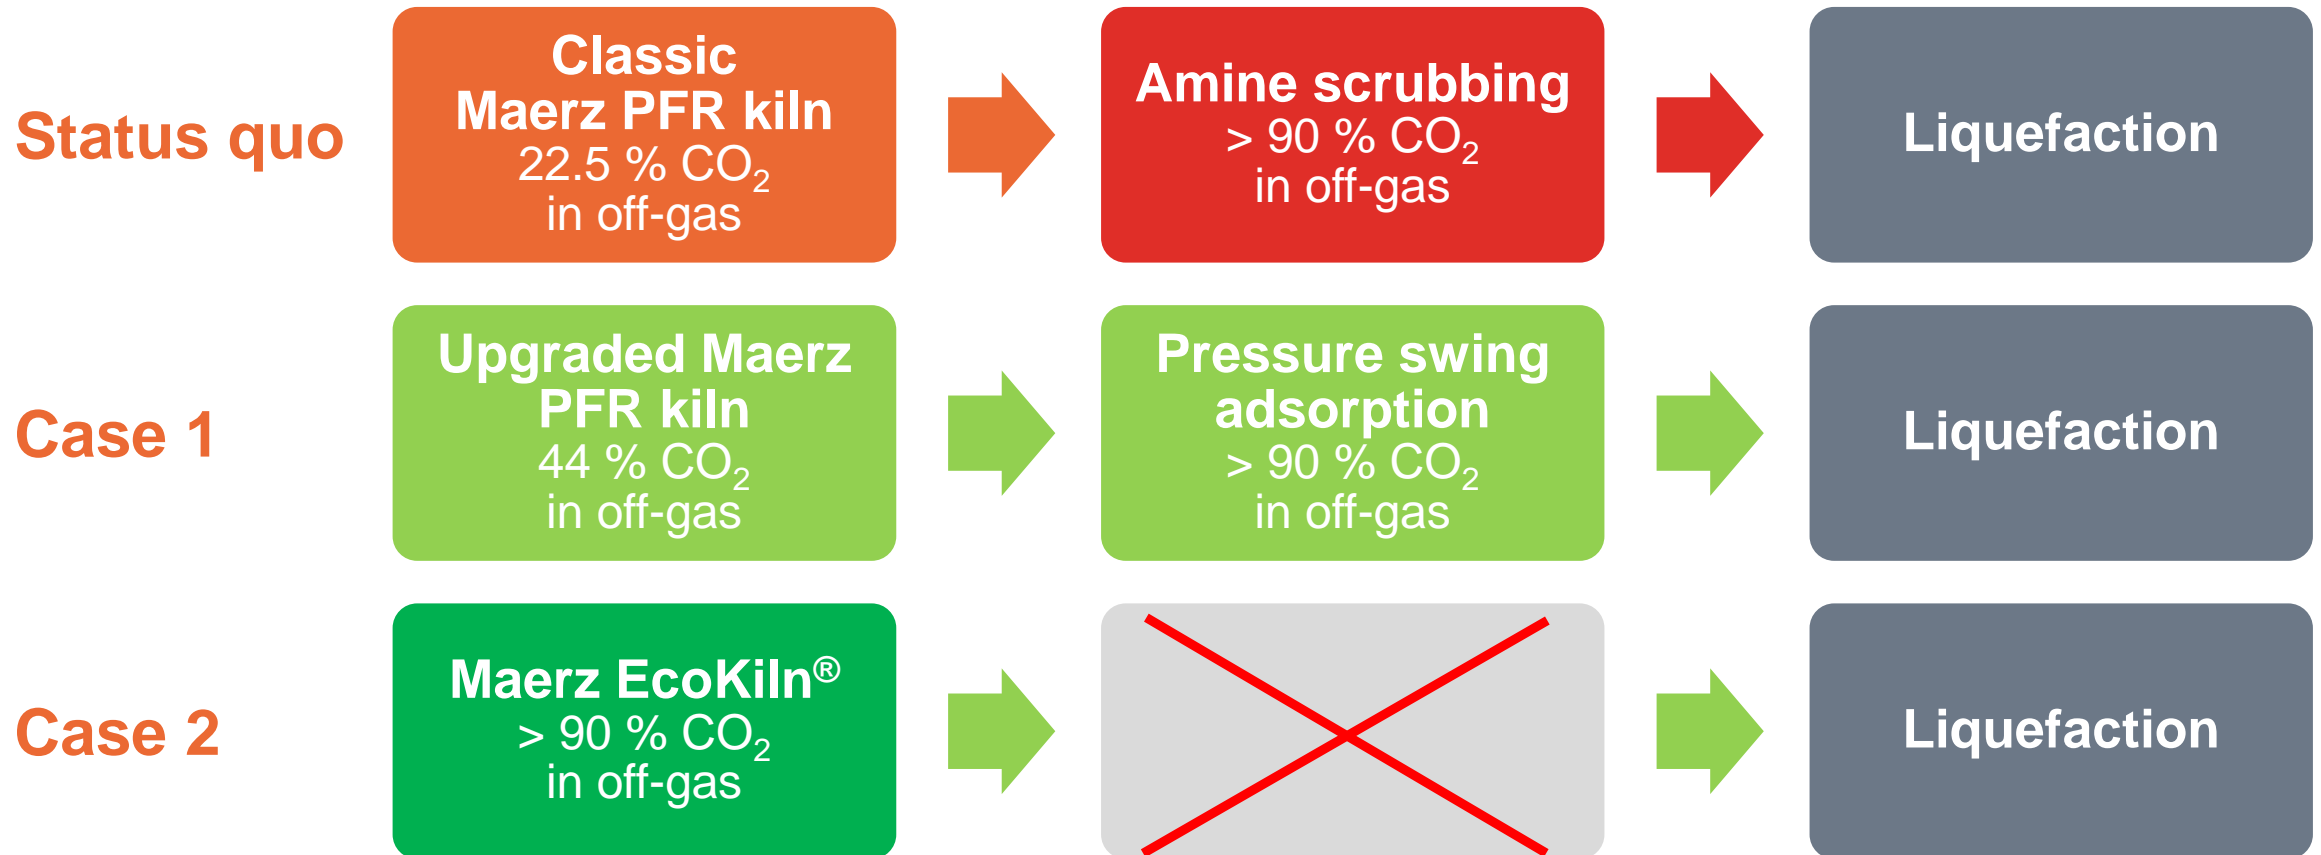 Status quo
Classic
Maerz PFR kiln
22.5 % CO₂
in off-gas
Amine scrubbing
> 90 % CO₂
in off-gas
Liquefaction
Case 1
Upgraded Maerz
PFR kiln
44 % CO₂
in off-gas
Pressure swing
adsorption
> 90 % CO₂
in off-gas
Liquefaction
Case 2
Maerz EcoKiln®
> 90 % CO₂
in off-gas
Liquefaction